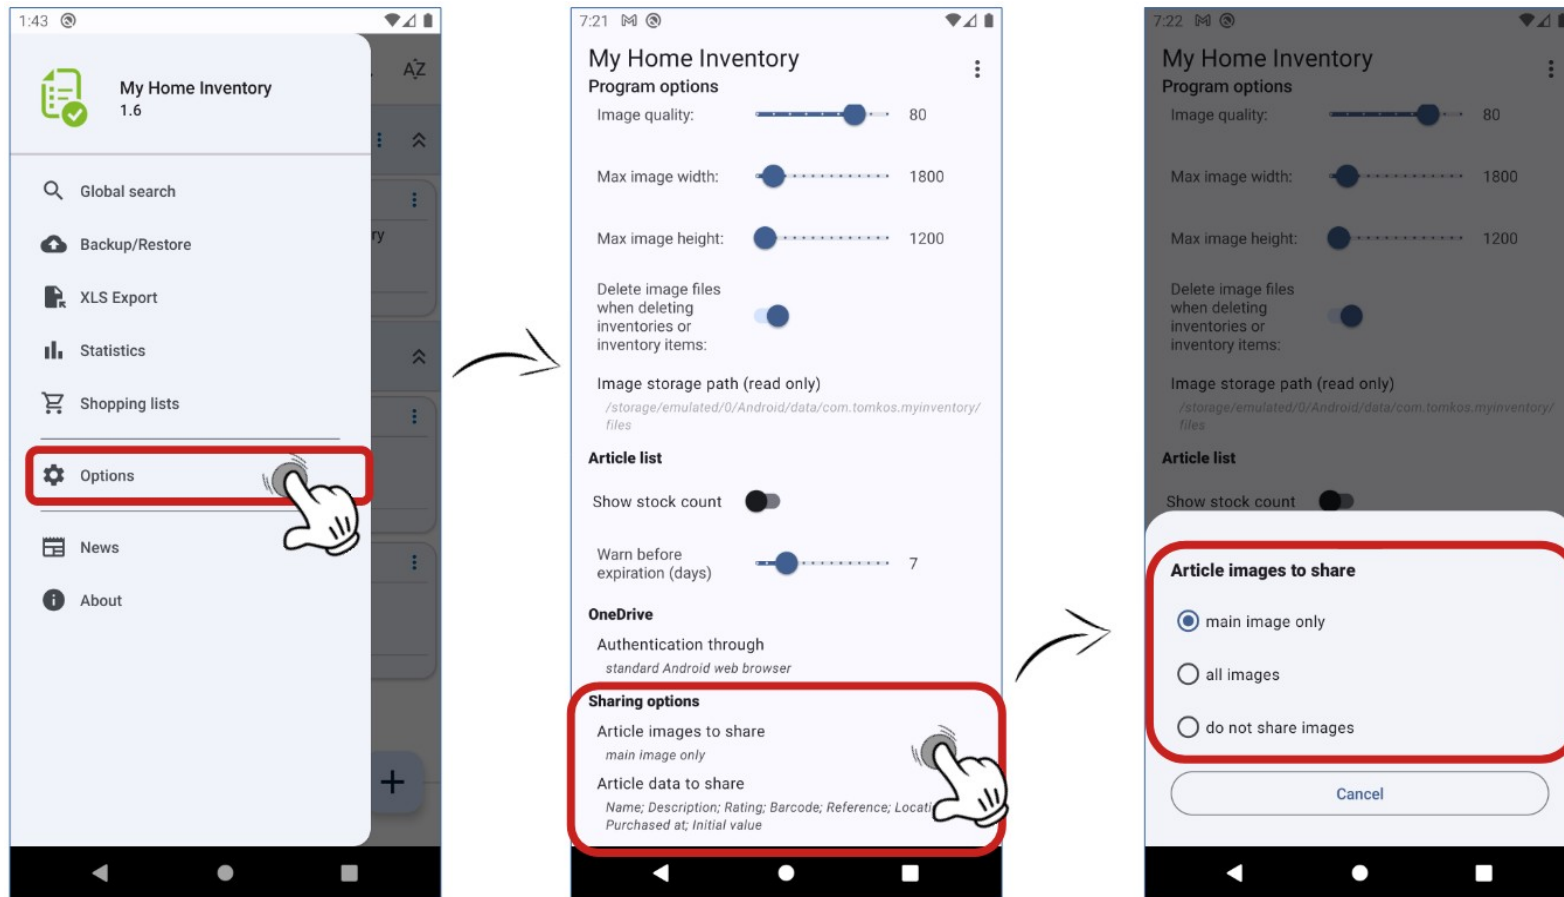 1:43
My Home Inventory
1.6
AZ
Global search
Backup/Restore
ry
XLS Export
Statistics
Shopping lists
Options
News
About
7:21
My Home Inventory
Program options
Image quality: 80
Max image width: 1800
Max image height: 1200
Delete image files
when deleting
inventories or
inventory items:
Image storage path (read only)
/storage/emulated/0/Android/data/com.tomkos.myinventory/
files
Article list
Show stock count
Warn before
expiration (days) 7
OneDrive
Authentication through
standard Android web browser
Sharing options
Article images to share
main image only
Article data to share
Name; Description; Rating; Barcode; Reference; Locati
Purchased at; Initial value
7:22
My Home Inventory
Program options
Image quality: 80
Max image width: 1800
Max image height: 1200
Delete image files
when deleting
inventories or
inventory items:
Image storage path (read only)
/storage/emulated/0/Android/data/com.tomkos.myinventory/
files
Article list
Show stock count
Article images to share
main image only
all images
do not share images
Cancel